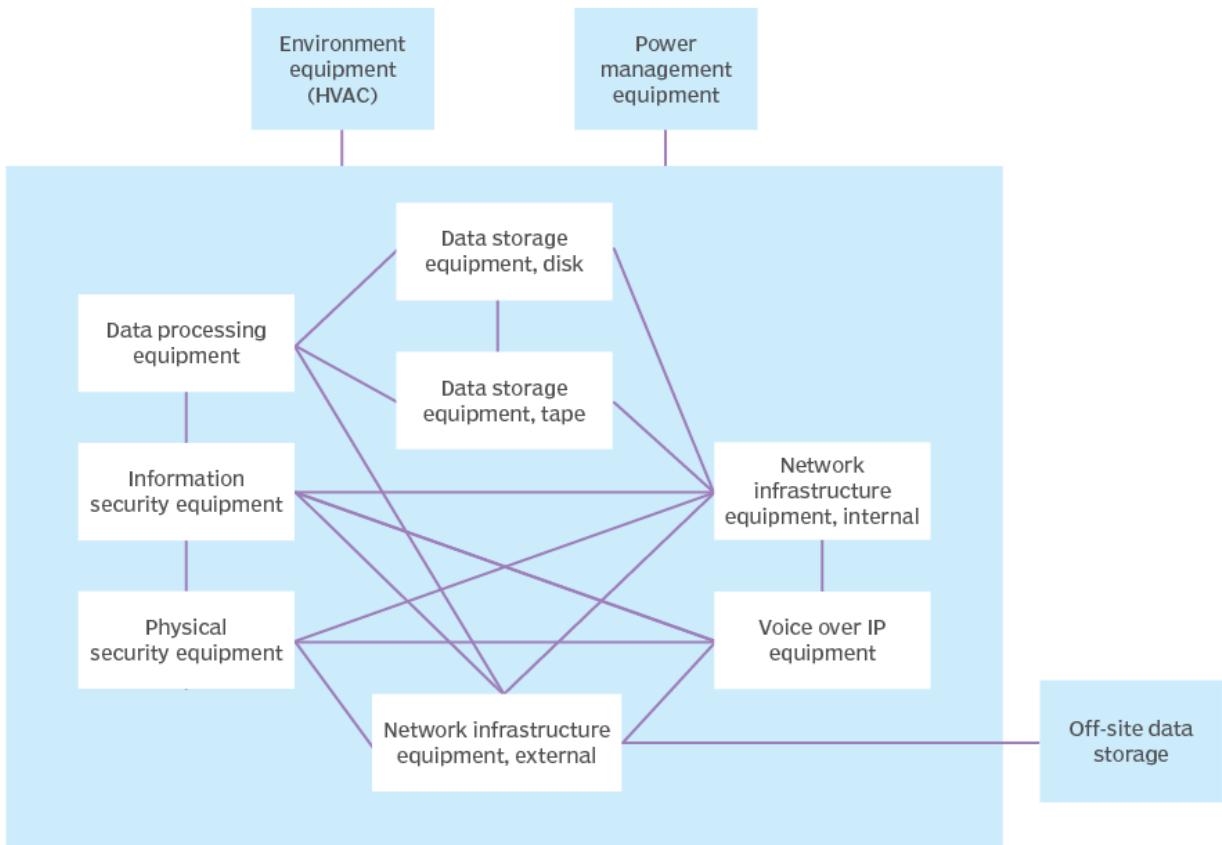 Environment
equipment
(HVAC)
Power
management
equipment
Data storage
equipment, disk
Data processing
equipment
Data storage
equipment, tape
Information
security equipment
Network
infrastructure
equipment, internal
Physical
security equipment
Voice over IP
equipment
Network infrastructure
equipment, external
Off-site data
storage